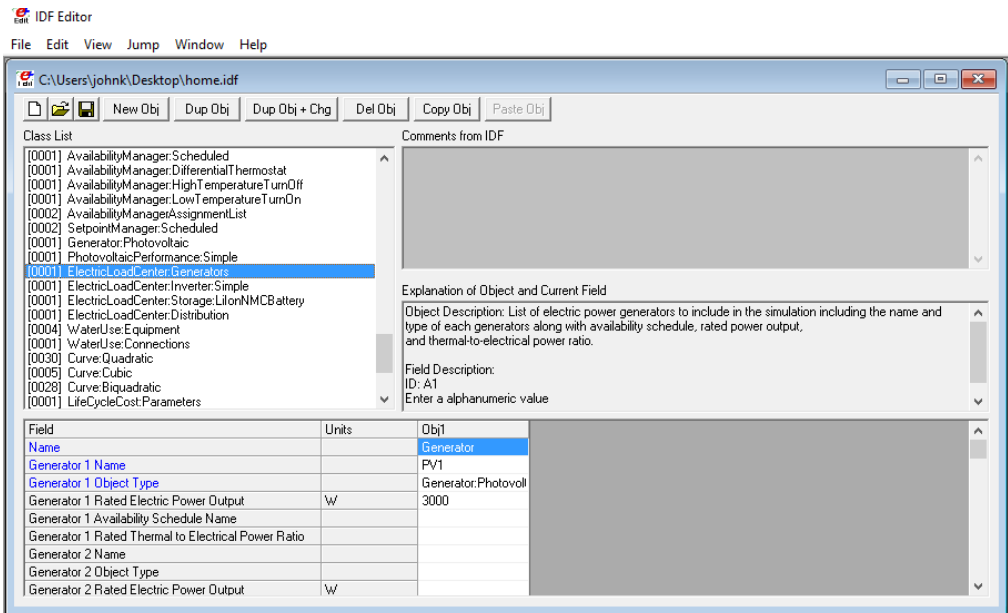 IDF Editor
File Edit View Jump Window Help
C:\Users\johnk\Desktop\home.idf
New Obj Dup Obj Dup Obj + Chg Del Obj Copy Obj Paste Obj
Class List
[0001] AvailabilityManager:Scheduled
[0001] AvailabilityManager:DifferentialThermostat
[0001] AvailabilityManager:HighTemperatureTurnOff
[0001] AvailabilityManager:LowTemperatureTurnOn
[0002] AvailabilityManagerAssignmentList
[0002] SetpointManager:Scheduled
[0001] Generator:Photovoltaic
[0001] PhotovoltaicPerformance:Simple
[0001] ElectricLoadCenter:Generators
[0001] ElectricLoadCenter:Inverter:Simple
[0001] ElectricLoadCenter:Storage:LiIonNMCBattery
[0001] ElectricLoadCenter:Distribution
[0004] WaterUse:Equipment
[0001] WaterUse:Connections
[0030] Curve:Quadratic
[0005] Curve:Cubic
[0028] Curve:Biquadratic
[0001] LifeCycleCost:Parameters
Comments from IDF
Explanation of Object and Current Field
Object Description: List of electric power generators to include in the simulation including the name and
type of each generators along with availability schedule, rated power output,
and thermal-to-electrical power ratio.
Field Description:
ID: A1
Enter a alphanumeric value
Field Units Obj1
Name Generator
Generator 1 Name PV1
Generator 1 Object Type Generator:Photovolt
Generator 1 Rated Electric Power Output W 3000
Generator 1 Availability Schedule Name
Generator 1 Rated Thermal to Electrical Power Ratio
Generator 2 Name
Generator 2 Object Type
Generator 2 Rated Electric Power Output W